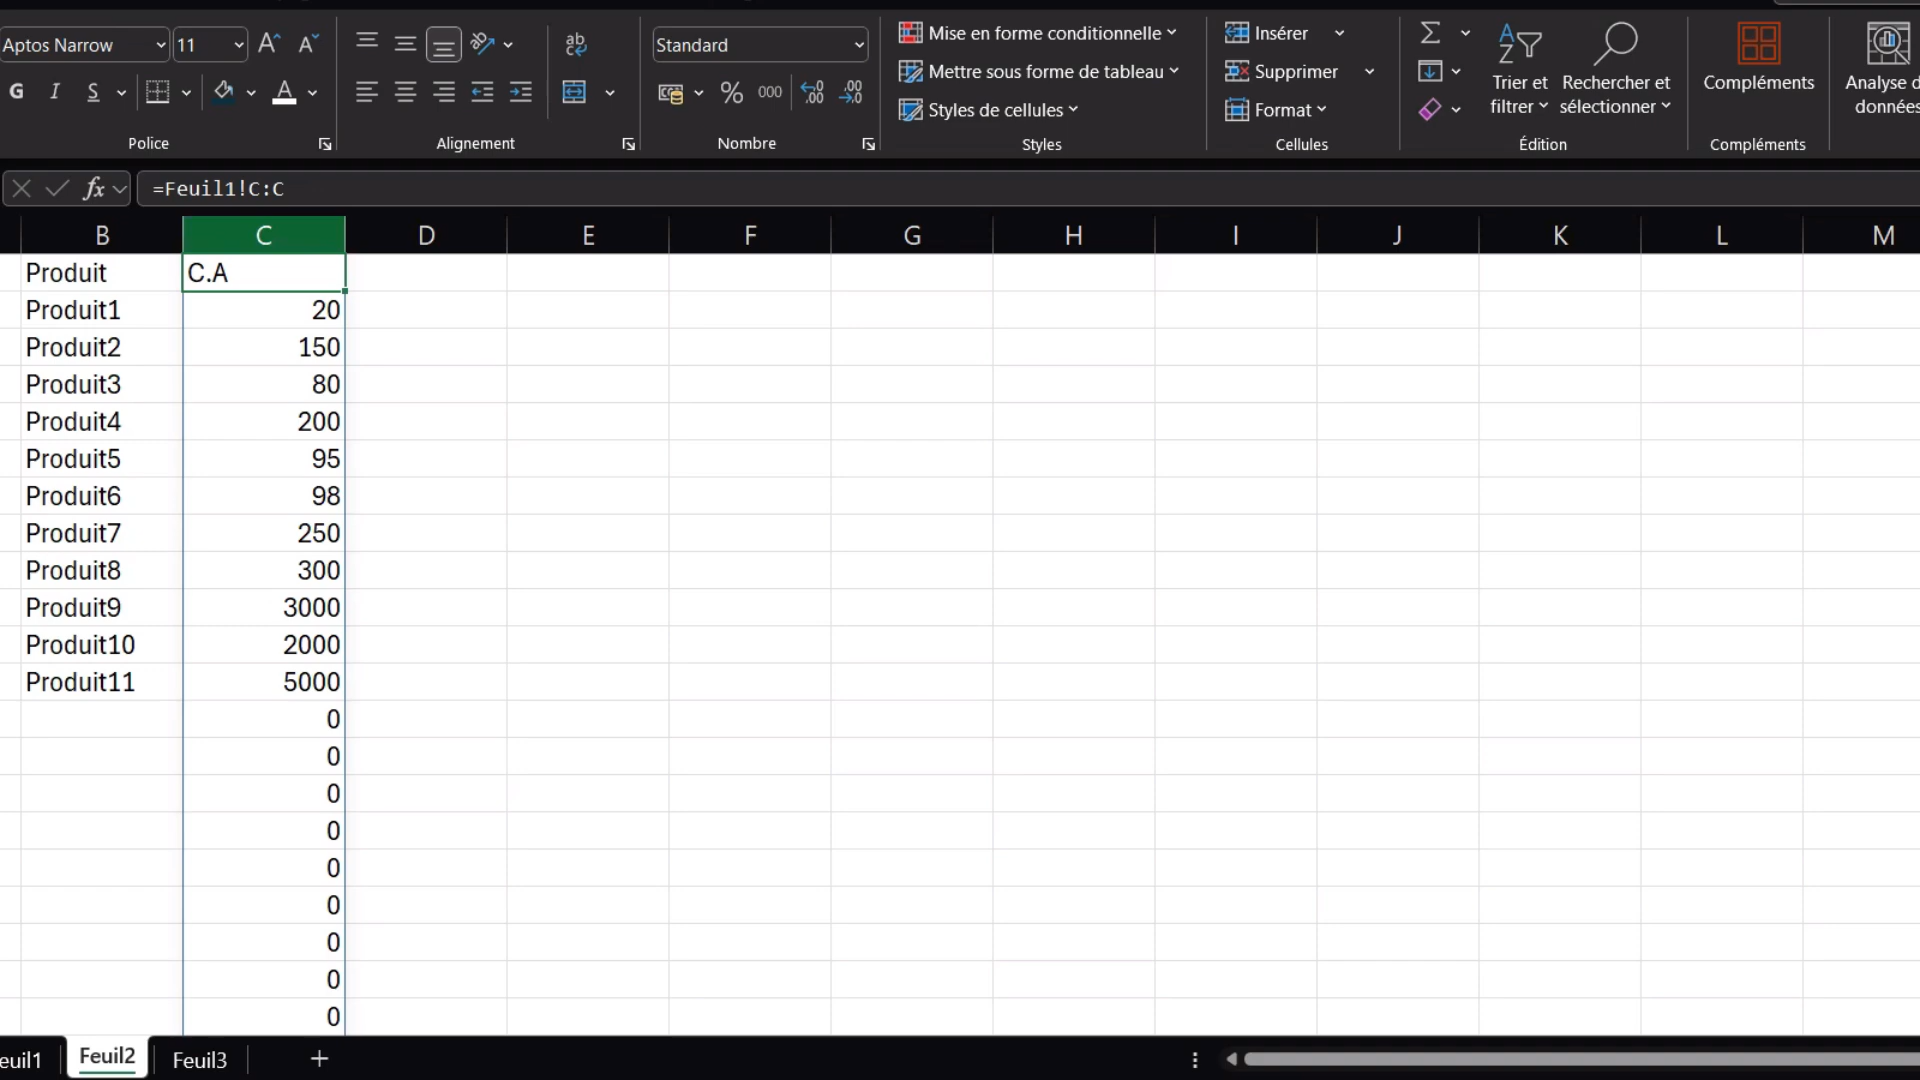 Aptos Narrow 11 Standard Mise en forme conditionnelle Insérer
Mettre sous forme de tableau Supprimer Trier et filtrer Rechercher et sélectionner Compléments Analyse d données
G I S A % 000 Styles de cellules Format
Police Alignement Nombre Styles Cellules Édition Compléments
fx =Feuil1!C:C
B C D E F G H I J K L M
Produit C.A
Produit1 20
Produit2 150
Produit3 80
Produit4 200
Produit5 95
Produit6 98
Produit7 250
Produit8 300
Produit9 3000
Produit10 2000
Produit11 5000
0
0
0
0
0
0
0
0
0
euil1 Feuil2 Feuil3